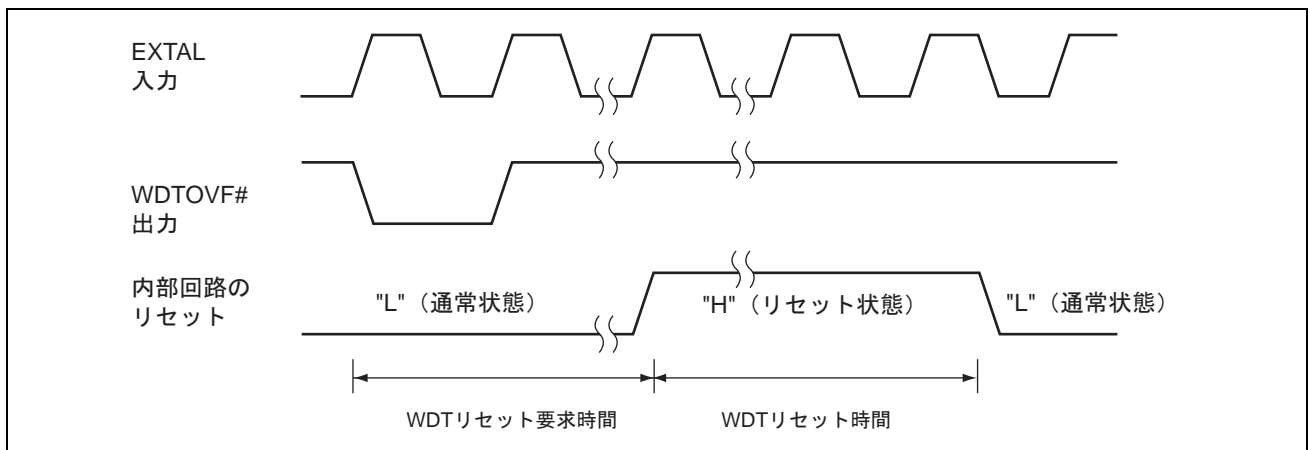 EXTAL
入力
WDTOVF#
出力
内部回路の
リセット
"L"（通常状態）
"H"（リセット状態）
"L"（通常状態）
WDTリセット要求時間
WDTリセット時間